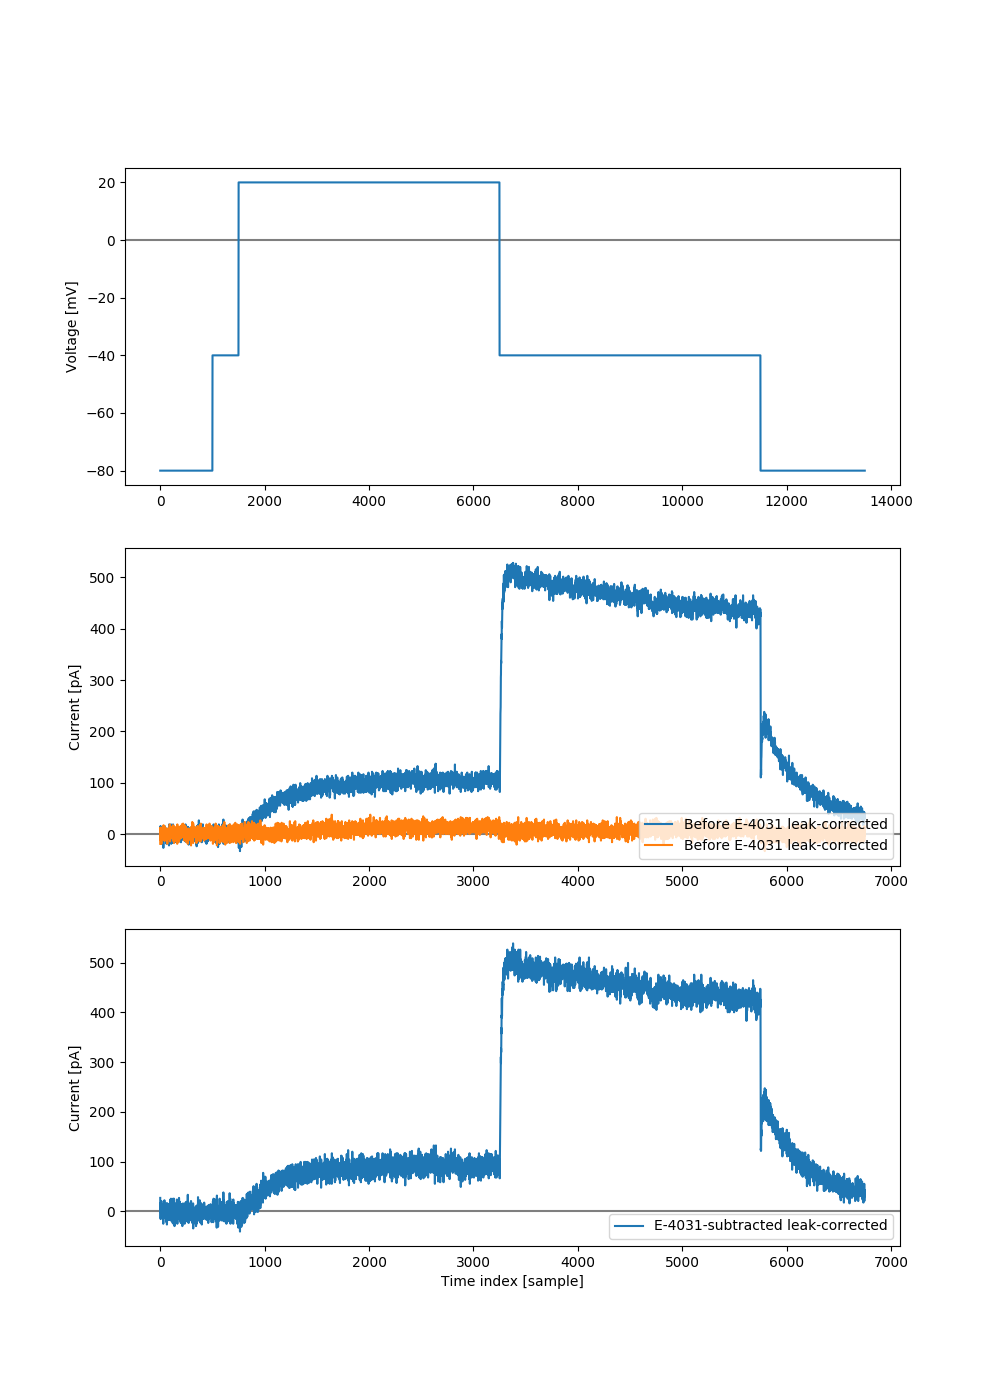 20
0
−20
−40
−60
−80
Voltage [mV]
0 2000 4000 6000 8000 10000 12000 14000
500
400
300
200
100
0
Current [pA]
Before E-4031 leak-corrected
Before E-4031 leak-corrected
0 1000 2000 3000 4000 5000 6000 7000
500
400
300
200
100
0
Current [pA]
E-4031-subtracted leak-corrected
0 1000 2000 3000 4000 5000 6000 7000
Time index [sample]